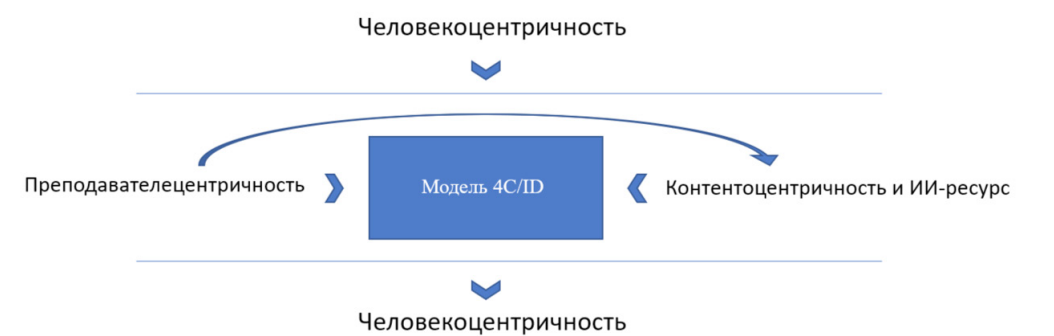 Человекоцентричность
Преподавателецентричность
Модель 4C/ID
Контентоцентричность и ИИ-ресурс
Человекоцентричность